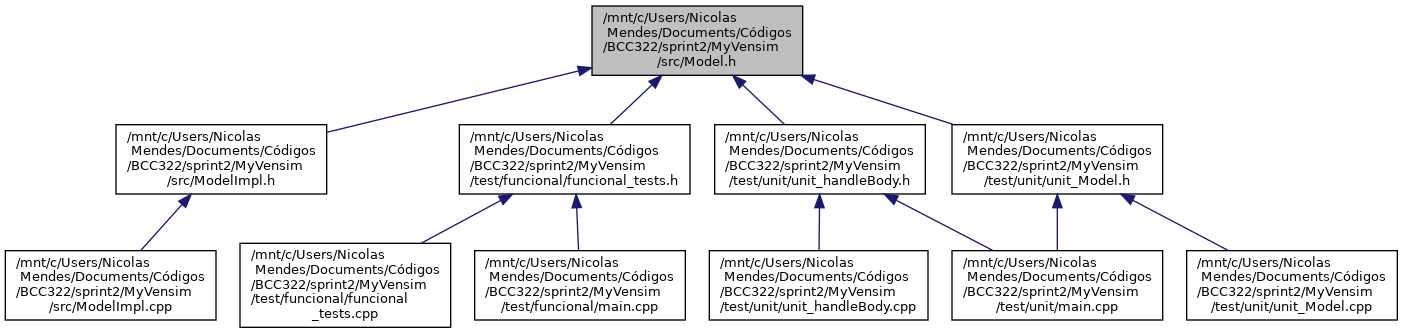 /mnt/c/Users/Nicolas
Mendes/Documents/Códigos
/BCC322/sprint2/MyVensim
/src/Model.h
/mnt/c/Users/Nicolas
Mendes/Documents/Códigos
/BCC322/sprint2/MyVensim
/src/ModelImpl.h
/mnt/c/Users/Nicolas
Mendes/Documents/Códigos
/BCC322/sprint2/MyVensim
/test/funcional/funcional_tests.h
/mnt/c/Users/Nicolas
Mendes/Documents/Códigos
/BCC322/sprint2/MyVensim
/test/unit/unit_handleBody.h
/mnt/c/Users/Nicolas
Mendes/Documents/Códigos
/BCC322/sprint2/MyVensim
/test/unit/unit_Model.h
/mnt/c/Users/Nicolas
Mendes/Documents/Códigos
/BCC322/sprint2/MyVensim
/src/ModelImpl.cpp
/mnt/c/Users/Nicolas
Mendes/Documents/Códigos
/BCC322/sprint2/MyVensim
/test/funcional/funcional
_tests.cpp
/mnt/c/Users/Nicolas
Mendes/Documents/Códigos
/BCC322/sprint2/MyVensim
/test/funcional/main.cpp
/mnt/c/Users/Nicolas
Mendes/Documents/Códigos
/BCC322/sprint2/MyVensim
/test/unit/unit_handleBody.cpp
/mnt/c/Users/Nicolas
Mendes/Documents/Códigos
/BCC322/sprint2/MyVensim
/test/unit/main.cpp
/mnt/c/Users/Nicolas
Mendes/Documents/Códigos
/BCC322/sprint2/MyVensim
/test/unit/unit_Model.cpp